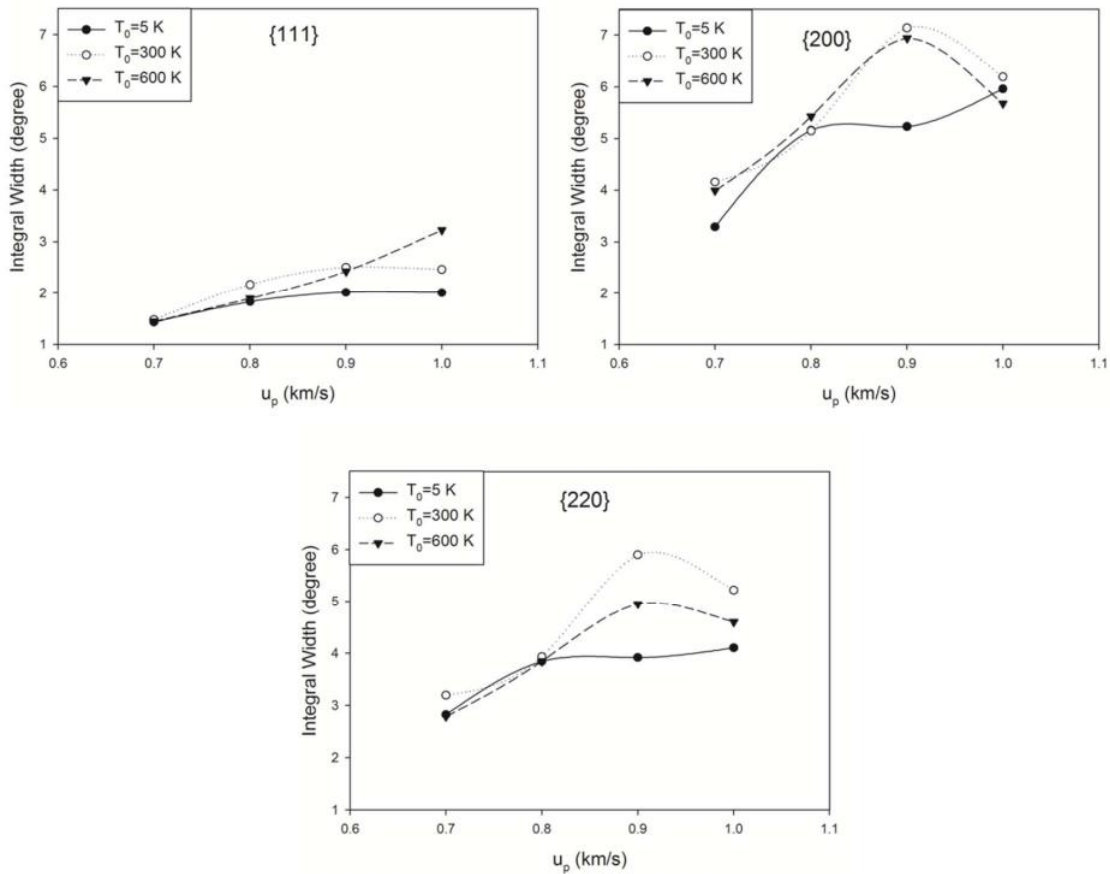 {111}
T₀=5 K
T₀=300 K
T₀=600 K
Integral Width (degree)
7
6
5
4
3
2
1
0.6 0.7 0.8 0.9 1.0 1.1
uₚ (km/s)
{200}
T₀=5 K
T₀=300 K
T₀=600 K
Integral Width (degree)
7
6
5
4
3
2
1
0.6 0.7 0.8 0.9 1.0 1.1
uₚ (km/s)
{220}
T₀=5 K
T₀=300 K
T₀=600 K
Integral Width (degree)
7
6
5
4
3
2
1
0.6 0.7 0.8 0.9 1.0 1.1
uₚ (km/s)